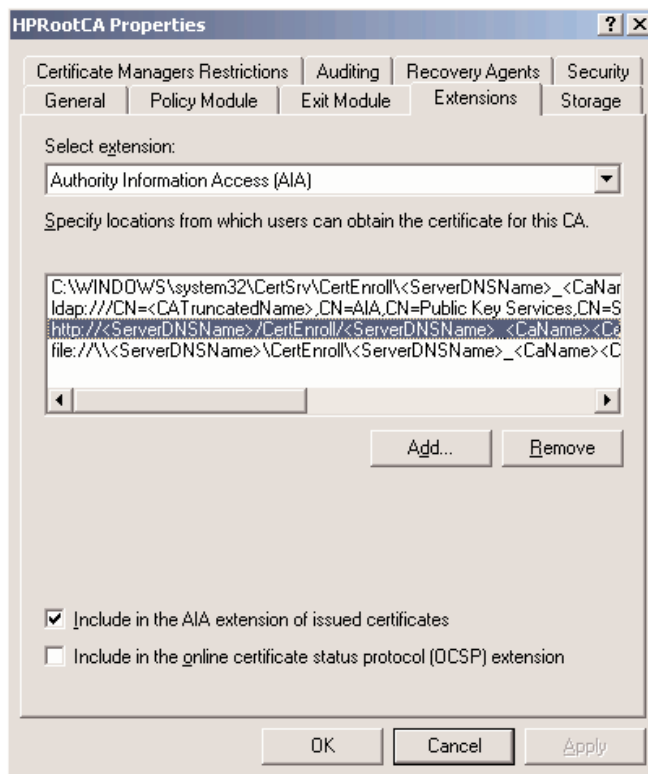 HPRootCA Properties
Certificate Managers Restrictions Auditing Recovery Agents Security
General Policy Module Exit Module Extensions Storage
Select extension:
Authority Information Access (AIA)
Specify locations from which users can obtain the certificate for this CA.
C:\WINDOWS\system32\CertSrv\CertEnroll\<ServerDNSName>_<CaNar
ldap:///CN=<CATruncatedName>,CN=AIA,CN=Public Key Services,CN=S
http://<ServerDNSName>/CertEnroll/<ServerDNSName>_<CaName><Ce
file://\\<ServerDNSName>\CertEnroll\<ServerDNSName>_<CaName><C
Add... Remove
Include in the AIA extension of issued certificates
Include in the online certificate status protocol (OCSP) extension
OK Cancel Apply